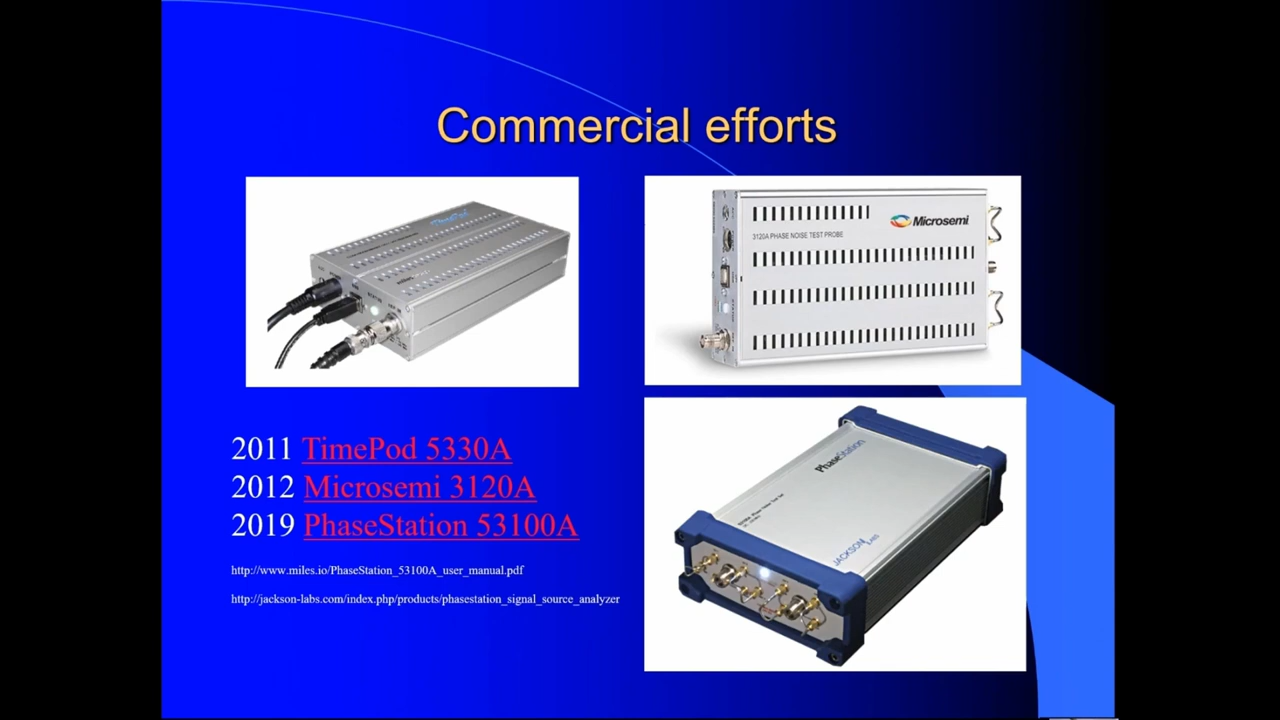 Commercial efforts
TimePod
Microsemi
3120A PHASE NOISE TEST PROBE
2011 TimePod 5330A
2012 Microsemi 3120A
2019 PhaseStation 53100A
http://www.miles.io/PhaseStation_53100A_user_manual.pdf
http://jackson-labs.com/index.php/products/phasestation_signal_source_analyzer
PhaseStation
JACKSON LABS